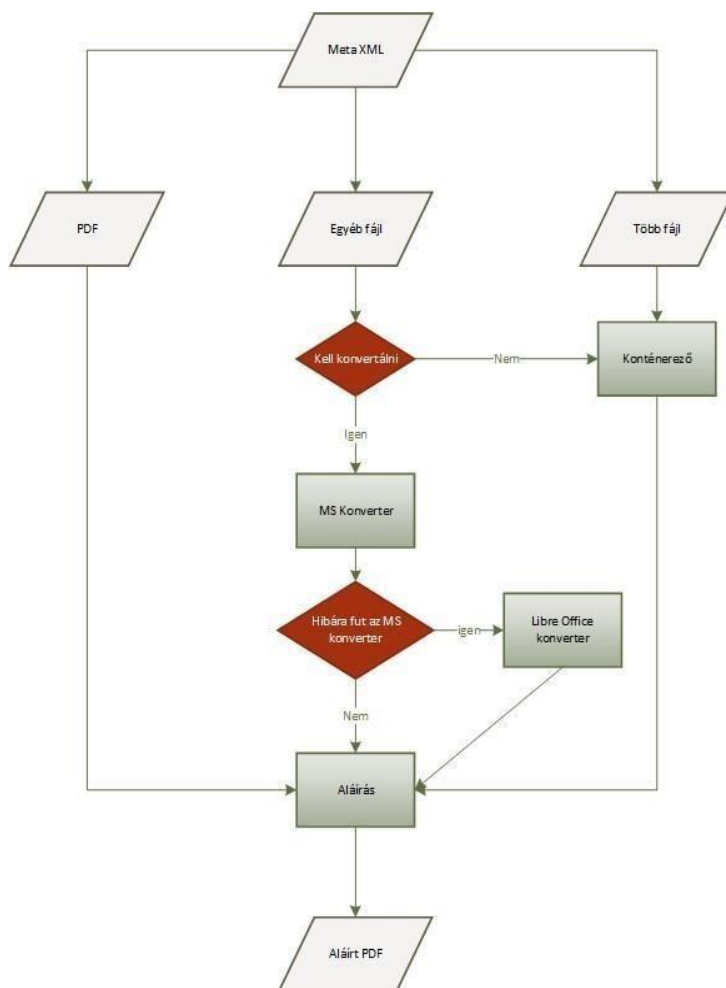 Meta XML
PDF
Egyéb fájl
Több fájl
Kell konvertálni
Nem
Konténerező
Igen
MS Konverter
Hibára fut az MS
konverter
igen
Libre Office
konverter
Nem
Aláírás
Aláírt PDF